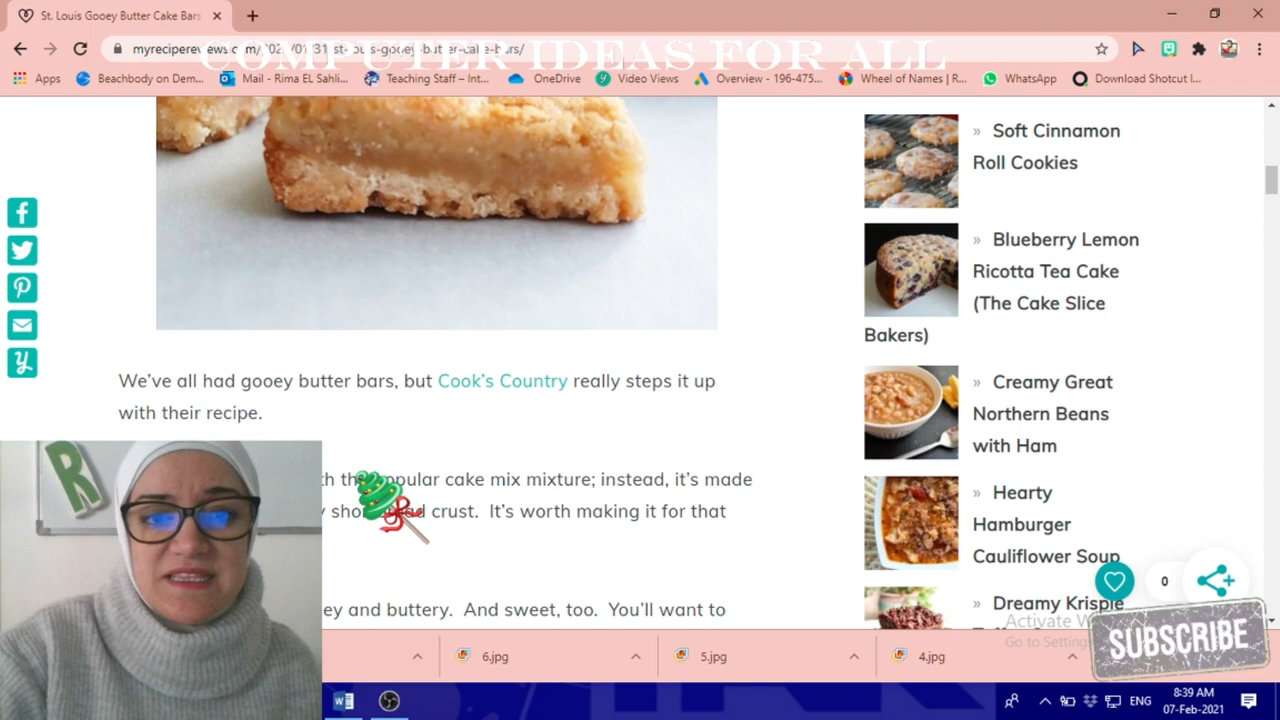 St. Louis Gooey Butter Cake Bars
COMPUTER IDEAS FOR ALL
Apps
Beachbody on Dem...
Mail - Rima EL Sahli...
Teaching Staff – Int...
OneDrive
Video Views
Overview - 196-475...
Wheel of Names | R...
WhatsApp
Download Shotcut I...
» Soft Cinnamon
Roll Cookies
» Blueberry Lemon
Ricotta Tea Cake
(The Cake Slice
Bakers)
» Creamy Great
Northern Beans
with Ham
» Hearty
Hamburger
Cauliflower Soup
» Dreamy Krispie
We've all had gooey butter bars, but Cook's Country really steps it up
with their recipe.
popular cake mix mixture; instead, it's made
crust. It's worth making it for that
and buttery. And sweet, too. You'll want to
R
0
Activate
Go to Settings
SUBSCRIBE
6.jpg
5.jpg
4.jpg
ENG
8:39 AM
07-Feb-2021